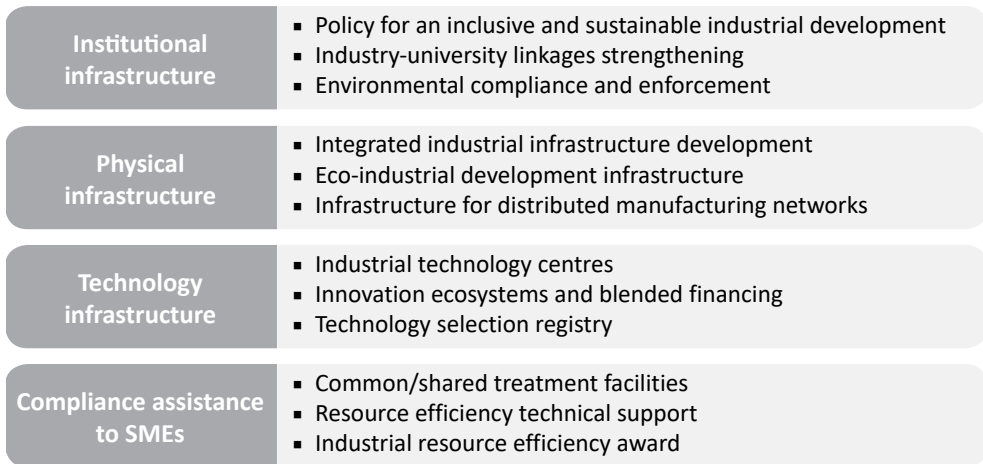 Institutional
infrastructure
▪ Policy for an inclusive and sustainable industrial development
▪ Industry-university linkages strengthening
▪ Environmental compliance and enforcement
Physical
infrastructure
▪ Integrated industrial infrastructure development
▪ Eco-industrial development infrastructure
▪ Infrastructure for distributed manufacturing networks
Technology
infrastructure
▪ Industrial technology centres
▪ Innovation ecosystems and blended financing
▪ Technology selection registry
Compliance assistance
to SMEs
▪ Common/shared treatment facilities
▪ Resource efficiency technical support
▪ Industrial resource efficiency award